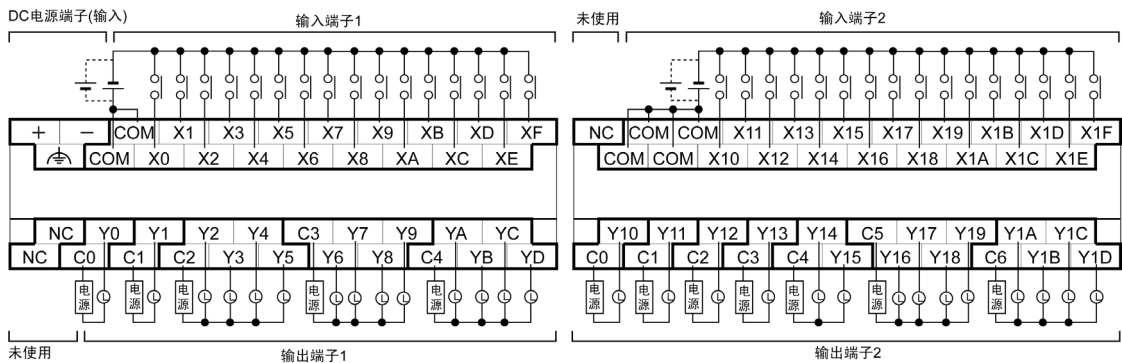 DC电源端子(输入) 输入端子1 未使用 输入端子2
+ − COM X1 X3 X5 X7 X9 XB XD XF NC COM COM X11 X13 X15 X17 X19 X1B X1D X1F
COM X0 X2 X4 X6 X8 XA XC XE COM COM X10 X12 X14 X16 X18 X1A X1C X1E
NC Y0 Y1 Y2 Y4 C3 Y7 Y9 YA YC Y10 Y11 Y12 Y13 Y14 C5 Y17 Y19 Y1A Y1C
NC C0 C1 C2 Y3 Y5 Y6 Y8 C4 YB YD C0 C1 C2 C3 C4 Y15 Y16 Y18 C6 Y1B Y1D
电源 L 电源 L 电源 L L L L 电源 L L L L 电源 L L L L 电源 L 电源 L 电源 L 电源 L 电源 L L 电源 L L L L 电源 L L L L
未使用 输出端子1 输出端子2